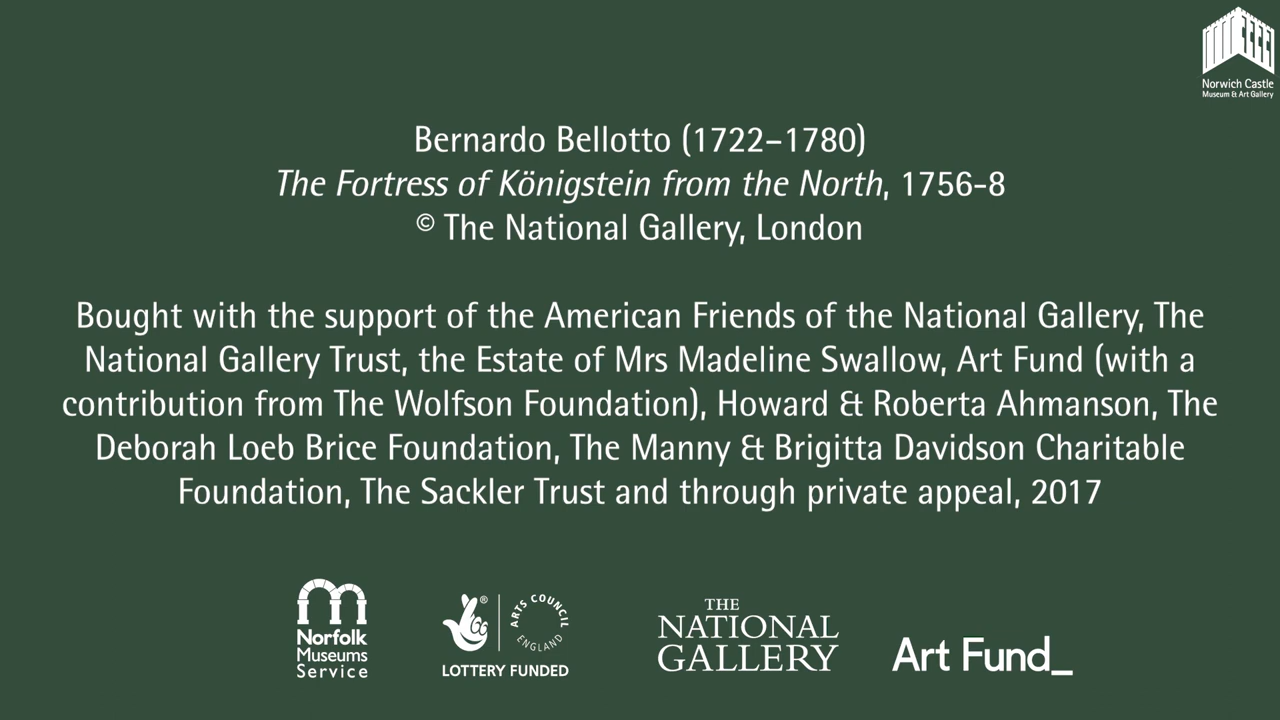 Norwich Castle
Museum & Art Gallery
Bernardo Bellotto (1722–1780)
The Fortress of Königstein from the North, 1756-8
© The National Gallery, London
Bought with the support of the American Friends of the National Gallery, The
National Gallery Trust, the Estate of Mrs Madeline Swallow, Art Fund (with a
contribution from The Wolfson Foundation), Howard & Roberta Ahmanson, The
Deborah Loeb Brice Foundation, The Manny & Brigitta Davidson Charitable
Foundation, The Sackler Trust and through private appeal, 2017
Norfolk
Museums
Service
®
ARTS COUNCIL
ENGLAND
LOTTERY FUNDED
THE
NATIONAL
GALLERY
Art Fund_